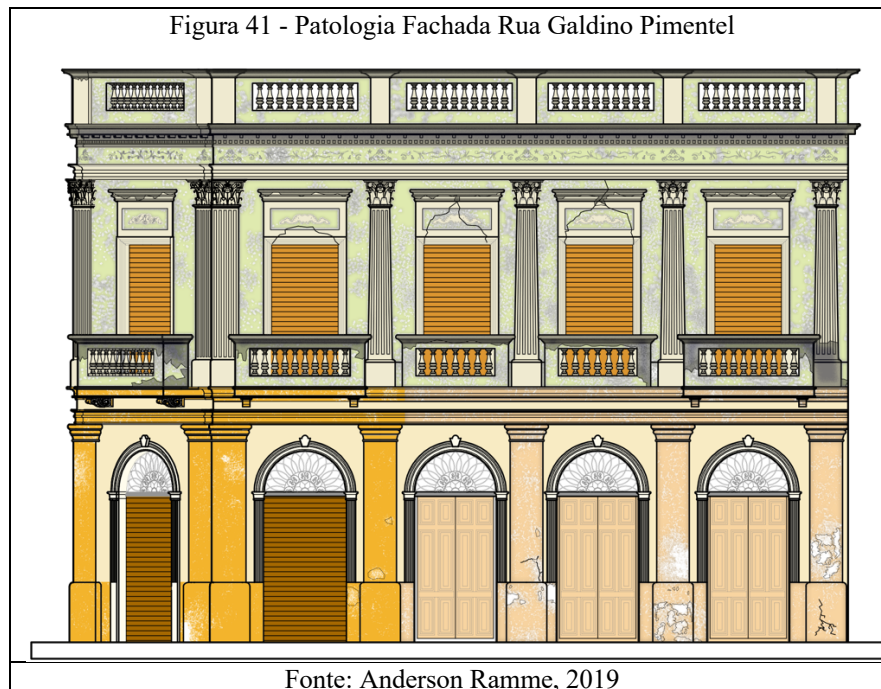 Figura 41 - Patologia Fachada Rua Galdino Pimentel
Fonte: Anderson Ramme, 2019